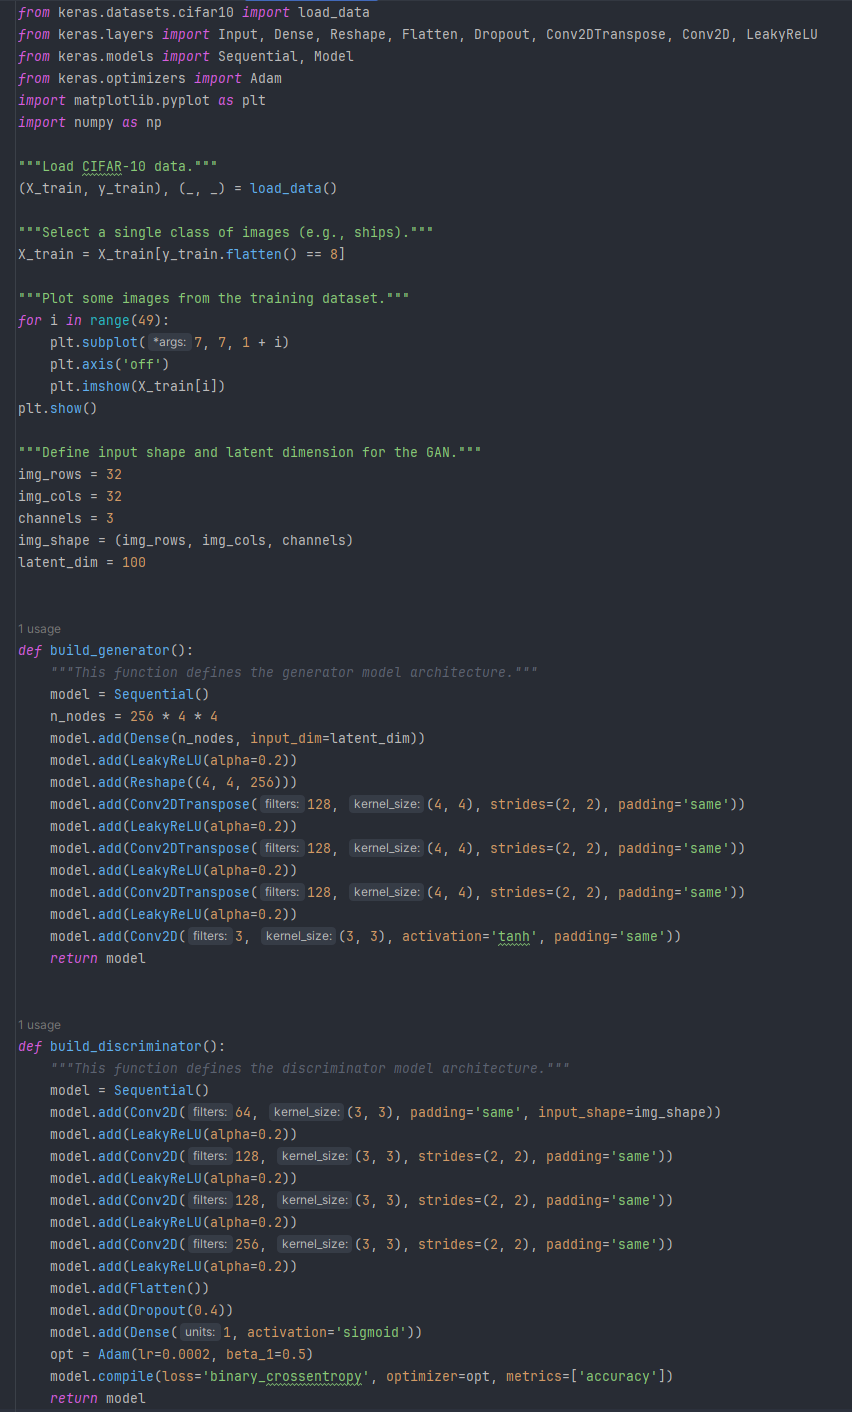 from keras.datasets.cifar10 import load_data
from keras.layers import Input, Dense, Reshape, Flatten, Dropout, Conv2DTranspose, Conv2D, LeakyReLU
from keras.models import Sequential, Model
from keras.optimizers import Adam
import matplotlib.pyplot as plt
import numpy as np

"""Load CIFAR-10 data."""
(X_train, y_train), (_, _) = load_data()

"""Select a single class of images (e.g., ships)."""
X_train = X_train[y_train.flatten() == 8]

"""Plot some images from the training dataset."""
for i in range(49):
    plt.subplot( *args: 7, 7, 1 + i)
    plt.axis('off')
    plt.imshow(X_train[i])
plt.show()

"""Define input shape and latent dimension for the GAN."""
img_rows = 32
img_cols = 32
channels = 3
img_shape = (img_rows, img_cols, channels)
latent_dim = 100

1 usage
def build_generator():
    """This function defines the generator model architecture."""
    model = Sequential()
    n_nodes = 256 * 4 * 4
    model.add(Dense(n_nodes, input_dim=latent_dim))
    model.add(LeakyReLU(alpha=0.2))
    model.add(Reshape((4, 4, 256)))
    model.add(Conv2DTranspose( filters: 128, kernel_size: (4, 4), strides=(2, 2), padding='same'))
    model.add(LeakyReLU(alpha=0.2))
    model.add(Conv2DTranspose( filters: 128, kernel_size: (4, 4), strides=(2, 2), padding='same'))
    model.add(LeakyReLU(alpha=0.2))
    model.add(Conv2DTranspose( filters: 128, kernel_size: (4, 4), strides=(2, 2), padding='same'))
    model.add(LeakyReLU(alpha=0.2))
    model.add(Conv2D( filters: 3, kernel_size: (3, 3), activation='tanh', padding='same'))
    return model

1 usage
def build_discriminator():
    """This function defines the discriminator model architecture."""
    model = Sequential()
    model.add(Conv2D( filters: 64, kernel_size: (3, 3), padding='same', input_shape=img_shape))
    model.add(LeakyReLU(alpha=0.2))
    model.add(Conv2D( filters: 128, kernel_size: (3, 3), strides=(2, 2), padding='same'))
    model.add(LeakyReLU(alpha=0.2))
    model.add(Conv2D( filters: 128, kernel_size: (3, 3), strides=(2, 2), padding='same'))
    model.add(LeakyReLU(alpha=0.2))
    model.add(Conv2D( filters: 256, kernel_size: (3, 3), strides=(2, 2), padding='same'))
    model.add(LeakyReLU(alpha=0.2))
    model.add(Flatten())
    model.add(Dropout(0.4))
    model.add(Dense( units: 1, activation='sigmoid'))
    opt = Adam(lr=0.0002, beta_1=0.5)
    model.compile(loss='binary_crossentropy', optimizer=opt, metrics=['accuracy'])
    return model